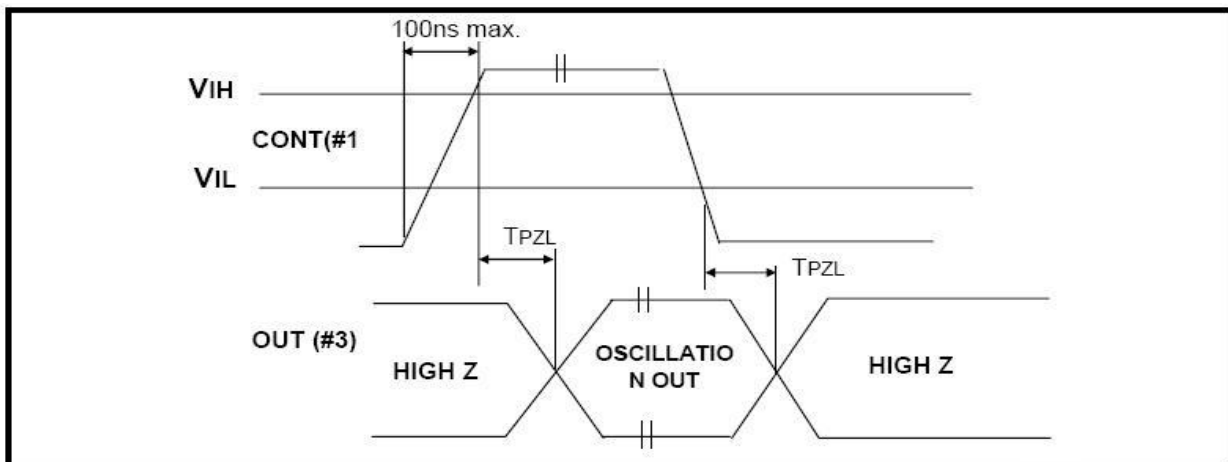 100ns max.
VIH
CONT(#1
VIL
TPZL
TPZL
OUT (#3)
HIGH Z
OSCILLATIO
N OUT
HIGH Z